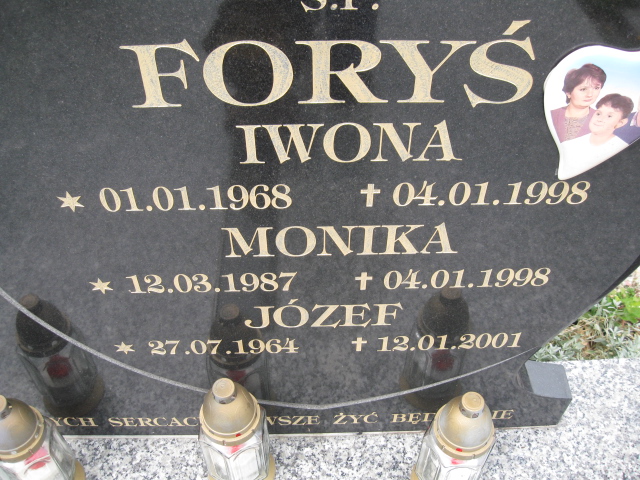 Ś.P.
FORYŚ
IWONA
* 01.01.1968 † 04.01.1998
MONIKA
* 12.03.1987 † 04.01.1998
JÓZEF
* 27.07.1964 † 12.01.2001
ŻYĆ